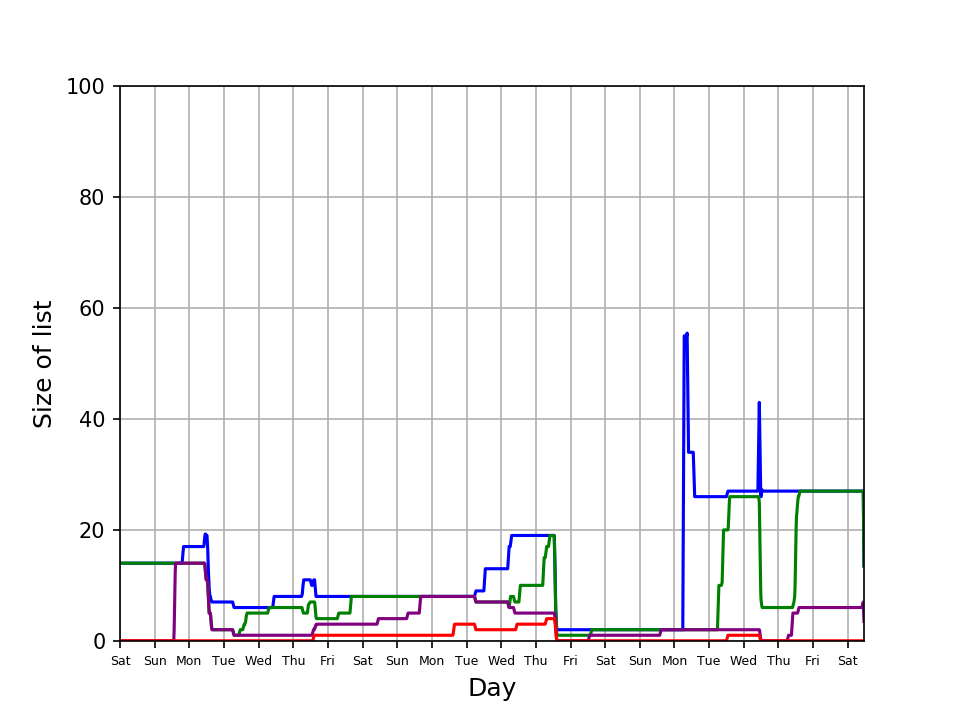 100
80
60
40
20
0
Size of list
Sat Sun Mon Tue Wed Thu Fri Sat Sun Mon Tue Wed Thu Fri Sat Sun Mon Tue Wed Thu Fri Sat
Day